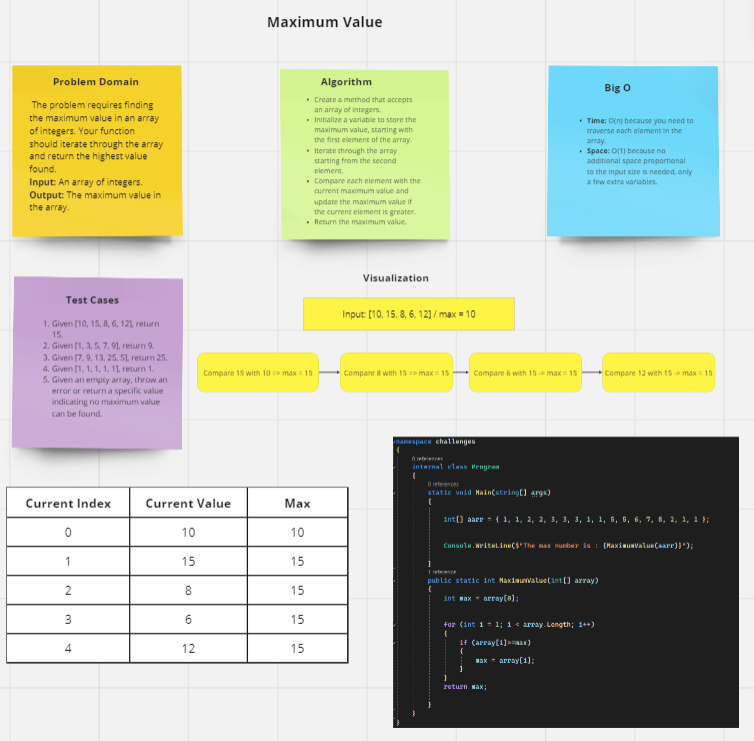 Maximum Value
Problem Domain
The problem requires finding
the maximum value in an array
of integers. Your function
should iterate through the array
and return the highest value
found.
Input: An array of integers.
Output: The maximum value in
the array.
Algorithm
• Create a method that accepts
an array of integers.
• Initialize a variable to store the
maximum value, starting with
the first element of the array.
• Iterate through the array
starting from the second
element.
• Compare each element with the
current maximum value and
update the maximum value if
the current element is greater.
• Return the maximum value.
Big O
• Time: O(n) because you need to
traverse each element in the
array.
• Space: O(1) because no
additional space proportional
to the input size is needed, only
a few extra variables.
Test Cases
1. Given [10, 15, 8, 6, 12], return
15.
2. Given [1, 3, 5, 7, 9], return 9.
3. Given [7, 9, 13, 25, 5], return 25.
4. Given [1, 1, 1, 1], return 1.
5. Given an empty array, throw an
error or return a specific value
indicating no maximum value
can be found.
Visualization
Input: [10, 15, 8, 6, 12] / max = 10
Compare 15 with 10 => max = 15
Compare 8 with 15 => max = 15
Compare 6 with 15 -> max = 15
Compare 12 with 15 -> max = 15
Current Index Current Value Max
0 10 10
1 15 15
2 8 15
3 6 15
4 12 15
namespace challenges
{
0 references
internal class Program
{
0 references
static void Main(string[] args)
{
int[] aarr = { 1, 1, 2, 2, 3, 3, 3, 1, 1, 5, 5, 6, 7, 8, 2, 1, 1 };
Console.WriteLine($"The max number is : {MaximumValue(aarr)}");
}
1 reference
public static int MaximumValue(int[] array)
{
int max = array[0];
for (int i = 1; i < array.Length; i++)
{
if (array[i]>=max)
{
max = array[i];
}
}
return max;
}
}
}